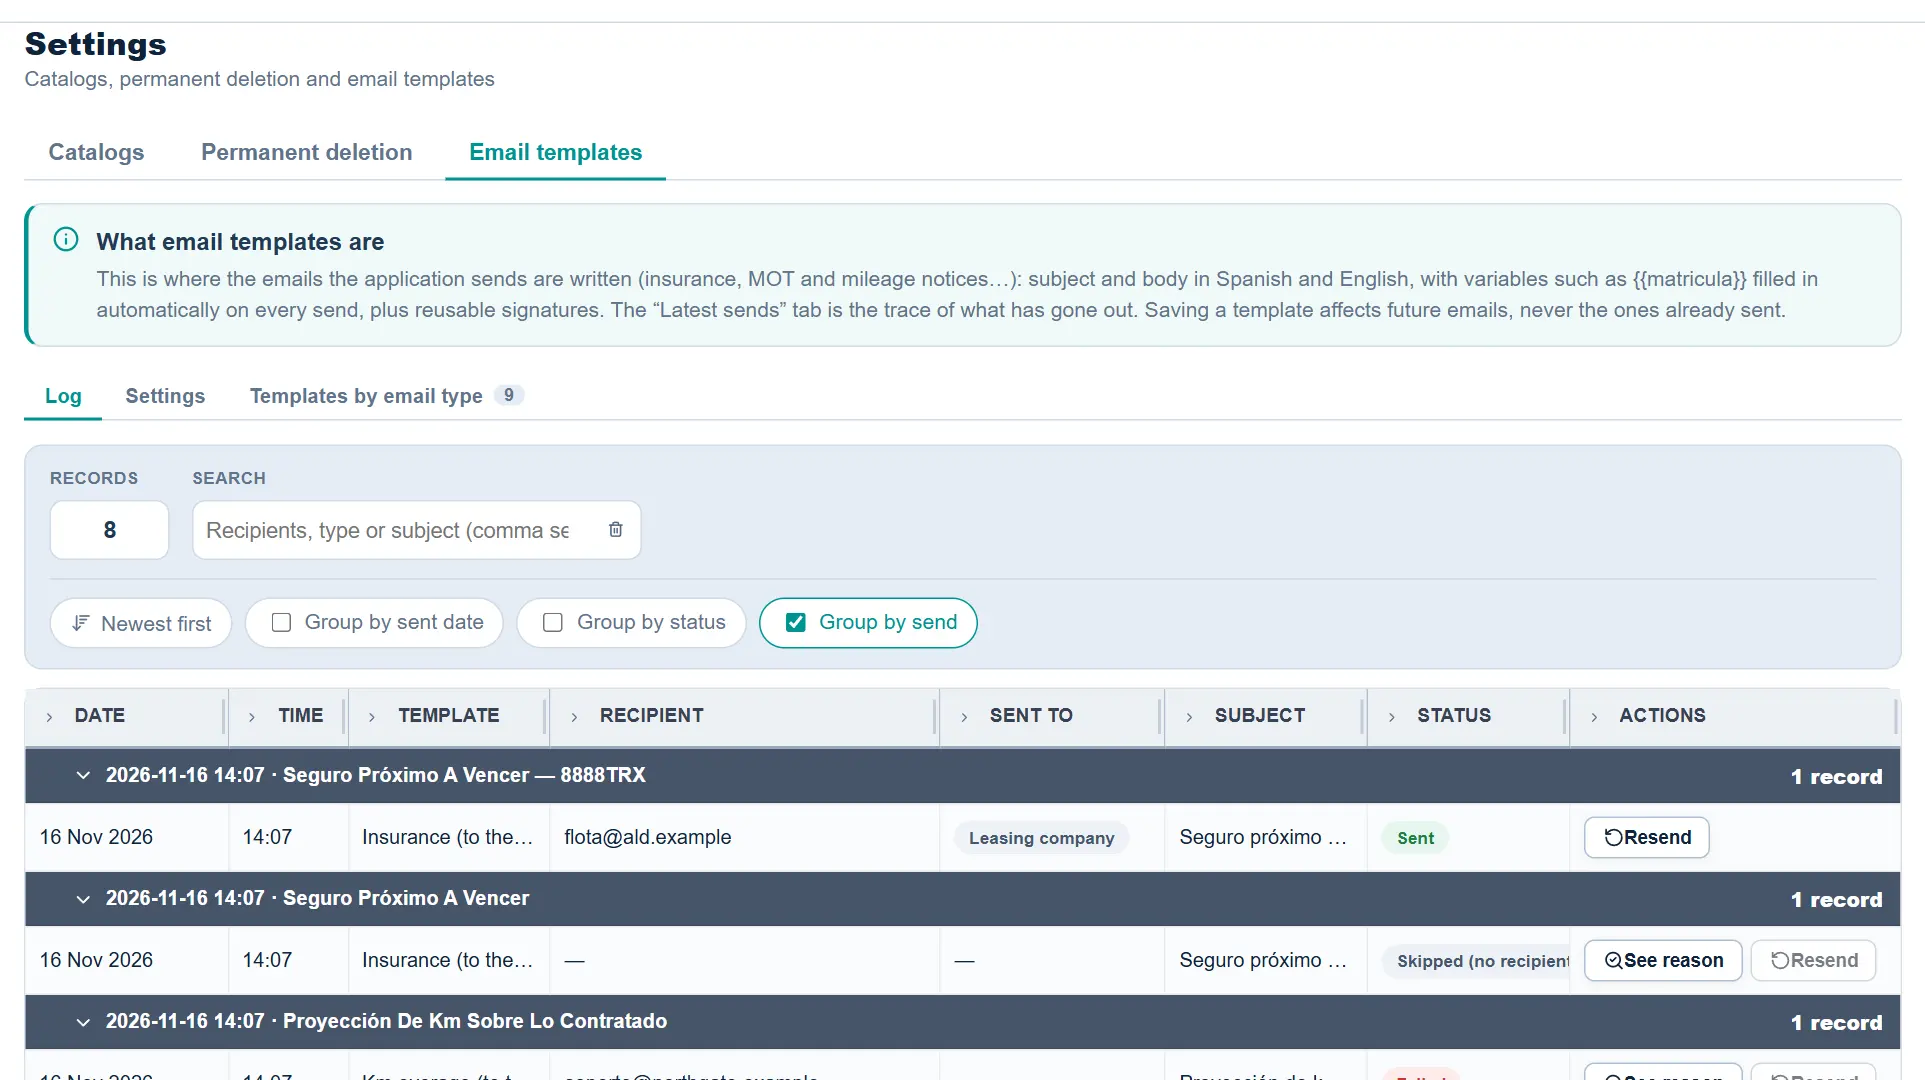 Settings
Catalogs, permanent deletion and email templates
Catalogs Permanent deletion Email templates
What email templates are
This is where the emails the application sends are written (insurance, MOT and mileage notices…): subject and body in Spanish and English, with variables such as {{matricula}} filled in
automatically on every send, plus reusable signatures. The “Latest sends” tab is the trace of what has gone out. Saving a template affects future emails, never the ones already sent.
Log Settings Templates by email type 9
RECORDS SEARCH
8 Recipients, type or subject (comma se
Newest first Group by sent date Group by status Group by send
DATE TIME TEMPLATE RECIPIENT SENT TO SUBJECT STATUS ACTIONS
2026-11-16 14:07 · Seguro Próximo A Vencer — 8888TRX 1 record
16 Nov 2026 14:07 Insurance (to the… flota@ald.example Leasing company Seguro próximo … Sent Resend
2026-11-16 14:07 · Seguro Próximo A Vencer 1 record
16 Nov 2026 14:07 Insurance (to the… — — Seguro próximo … Skipped (no recipient See reason Resend
2026-11-16 14:07 · Proyección De Km Sobre Lo Contratado 1 record
16 Nov 2026 14:07